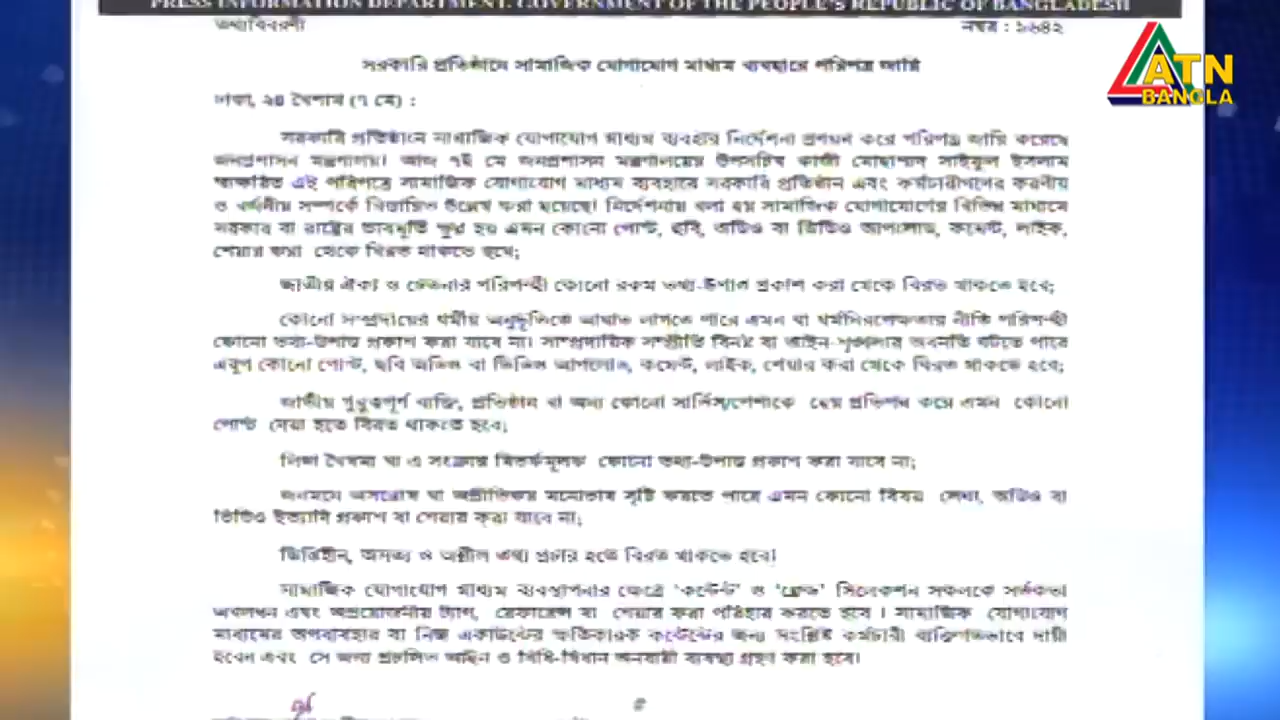 PRESS INFORMATION DEPARTMENT, GOVERNMENT OF THE PEOPLE'S REPUBLIC OF BANGLADESH
তথ্যবিবরণী
নম্বর : ১৬৪২
ATN
BANGLA
সরকারি প্রতিষ্ঠানে সামাজিক যোগাযোগ মাধ্যম ব্যবহারে পরিপত্র জারি
ঢাকা, ২৪ বৈশাখ (৭ মে) :
সরকারি প্রতিষ্ঠানে সামাজিক যোগাযোগ মাধ্যম ব্যবহার নির্দেশনা প্রণয়ন করে পরিপত্র জারি করেছে
জনপ্রশাসন মন্ত্রণালয়। আজ ৭ই মে জনপ্রশাসন মন্ত্রণালয়ের উপসচিব কাজী মোহাম্মদ সাইফুল ইসলাম
স্বাক্ষরিত এই পরিপত্রে সামাজিক যোগাযোগ মাধ্যম ব্যবহারে সরকারি প্রতিষ্ঠান এবং কর্মচারীগণের করণীয়
ও বর্জনীয় সম্পর্কে বিস্তারিত উল্লেখ করা হয়েছে। নির্দেশনায় বলা হয় সামাজিক যোগাযোগের বিভিন্ন মাধ্যমে
সরকার বা রাষ্ট্রের ভাবমূর্তি ক্ষুণ্ন হয় এমন কোনো পোস্ট, ছবি, অডিও বা ভিডিও আপলোড, কমেন্ট, লাইক,
শেয়ার করা থেকে বিরত থাকতে হবে;
জাতীয় ঐক্য ও চেতনার পরিপন্থী কোনো রকম তথ্য-উপাত্ত প্রকাশ করা থেকে বিরত থাকতে হবে;
কোনো সম্প্রদায়ের ধর্মীয় অনুভূতিতে আঘাত লাগতে পারে এমন বা ধর্মনিরপেক্ষতার নীতি পরিপন্থী
কোনো তথ্য-উপাত্ত প্রকাশ করা যাবে না। সাম্প্রদায়িক সম্প্রীতি বিনষ্ট বা আইন-শৃঙ্খলার অবনতি ঘটতে পারে
এরূপ কোনো পোস্ট, ছবি অডিও বা ভিডিও আপলোড, কমেন্ট, লাইক, শেয়ার করা থেকে বিরত থাকতে হবে;
জাতীয় গুরুত্বপূর্ণ ব্যক্তি, প্রতিষ্ঠান বা অন্য কোনো সার্ভিস/পেশাকে হেয় প্রতিপন্ন করে এমন কোনো
পোস্ট দেয়া হতে বিরত থাকতে হবে;
লিঙ্গ বৈষম্য বা এ সংক্রান্ত বিতর্কমূলক কোনো তথ্য-উপাত্ত প্রকাশ করা যাবে না;
জনমনে অসন্তোষ বা অপ্রীতিকর মনোভাব সৃষ্টি করতে পারে এমন কোনো বিষয় লেখা, অডিও বা
ভিডিও ইত্যাদি প্রকাশ বা শেয়ার করা যাবে না;
ভিত্তিহীন, অসত্য ও অশ্লীল তথ্য প্রচার হতে বিরত থাকতে হবে।
সামাজিক যোগাযোগ মাধ্যম ব্যবস্থাপনার ক্ষেত্রে 'কন্টেন্ট' ও 'ফ্রেন্ড' সিলেকশন সকলকে সর্তকতা
অবলম্বন এবং অপ্রয়োজনীয় ট্যাগ, রেফারেন্স বা শেয়ার করা পরিহার করতে হবে । সামাজিক যোগাযোগ
মাধ্যমের অপব্যবহার বা নিজ একাউন্টের ক্ষতিকারক কন্টেন্টের জন্য সংশ্লিষ্ট কর্মচারী ব্যক্তিগতভাবে দায়ী
হবেন এবং সে জন্য প্রচলিত আইন ও বিধি-বিধান অনুযায়ী ব্যবস্থা গ্রহণ করা হবে।